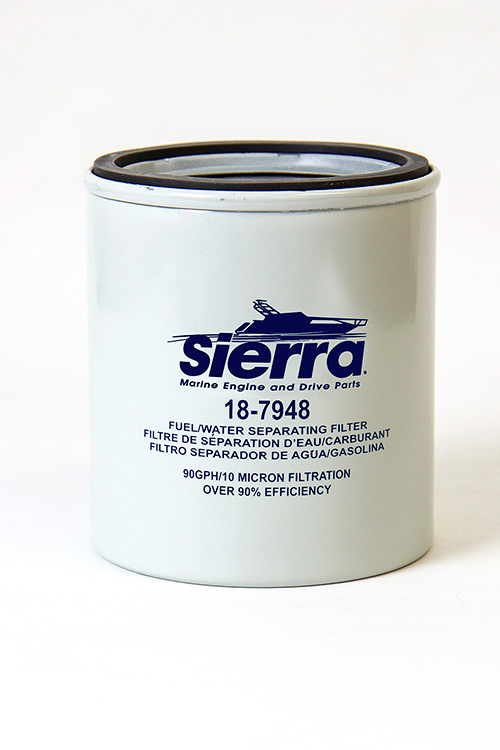 Sierra.
Marine Engine and Drive Parts
18-7948
FUEL/WATER SEPARATING FILTER
FILTRE DE SÉPARATION D'EAU/CARBURANT
FILTRO SEPARADOR DE AGUA/GASOLINA
90GPH/10 MICRON FILTRATION
OVER 90% EFFICIENCY